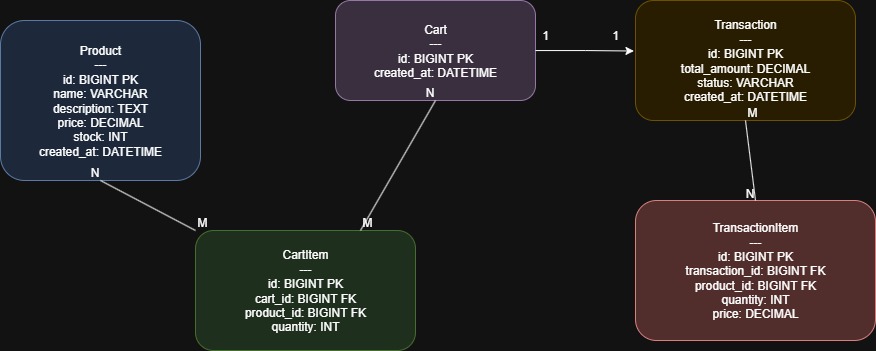 Product
---
id: BIGINT PK
name: VARCHAR
description: TEXT
price: DECIMAL
stock: INT
created_at: DATETIME
N
Cart
---
id: BIGINT PK
created_at: DATETIME
N
1
1
Transaction
---
id: BIGINT PK
total_amount: DECIMAL
status: VARCHAR
created_at: DATETIME
M
M
M
CartItem
---
id: BIGINT PK
cart_id: BIGINT FK
product_id: BIGINT FK
quantity: INT
N
TransactionItem
---
id: BIGINT PK
transaction_id: BIGINT FK
product_id: BIGINT FK
quantity: INT
price: DECIMAL